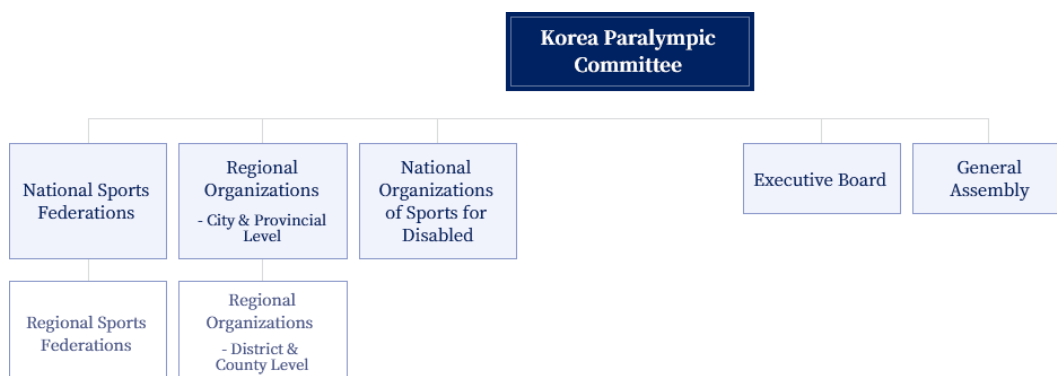 Korea Paralympic
Committee
National Sports
Federations
Regional
Organizations
- City & Provincial
Level
National
Organizations
of Sports for
Disabled
Executive Board
General
Assembly
Regional Sports
Federations
Regional
Organizations
- District &
County Level